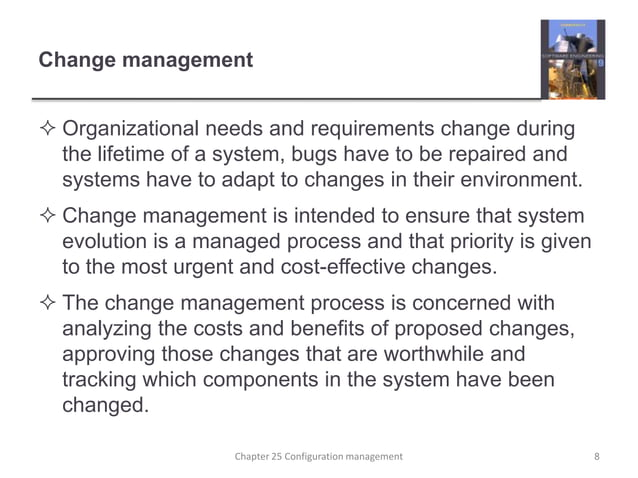 Change management
SOFTWARE ENGINEERING
9
✧ Organizational needs and requirements change during
the lifetime of a system, bugs have to be repaired and
systems have to adapt to changes in their environment.
✧ Change management is intended to ensure that system
evolution is a managed process and that priority is given
to the most urgent and cost-effective changes.
✧ The change management process is concerned with
analyzing the costs and benefits of proposed changes,
approving those changes that are worthwhile and
tracking which components in the system have been
changed.
Chapter 25 Configuration management
8